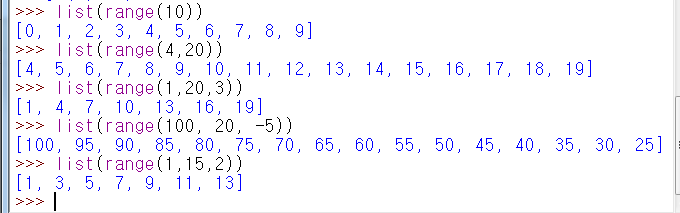 >>> list(range(10))
[0, 1, 2, 3, 4, 5, 6, 7, 8, 9]
>>> list(range(4,20))
[4, 5, 6, 7, 8, 9, 10, 11, 12, 13, 14, 15, 16, 17, 18, 19]
>>> list(range(1,20,3))
[1, 4, 7, 10, 13, 16, 19]
>>> list(range(100, 20, -5))
[100, 95, 90, 85, 80, 75, 70, 65, 60, 55, 50, 45, 40, 35, 30, 25]
>>> list(range(1,15,2))
[1, 3, 5, 7, 9, 11, 13]
>>>